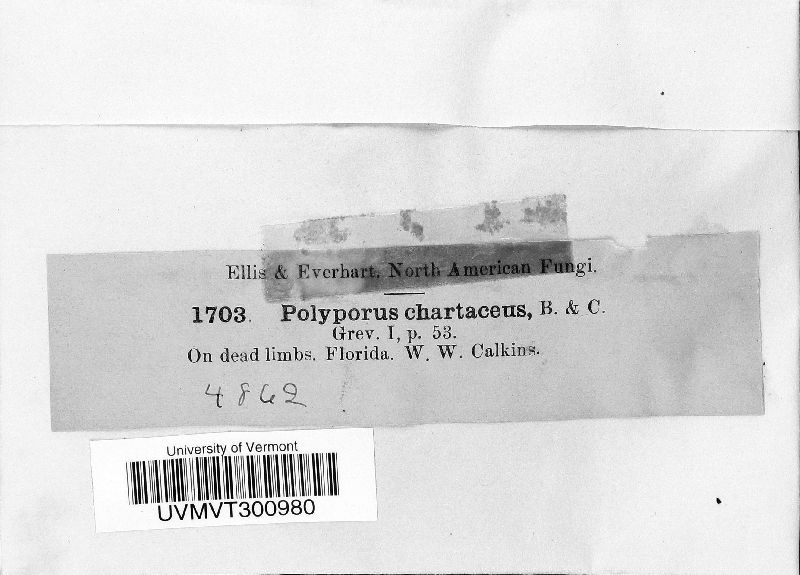 Ellis & Everhart, North American Fungi.
1703. Polyporus chartaceus, B. & C.
Grev. I, p. 53.
On dead limbs. Florida. W. W. Calkins.
4862
University of Vermont
UVMVT300980